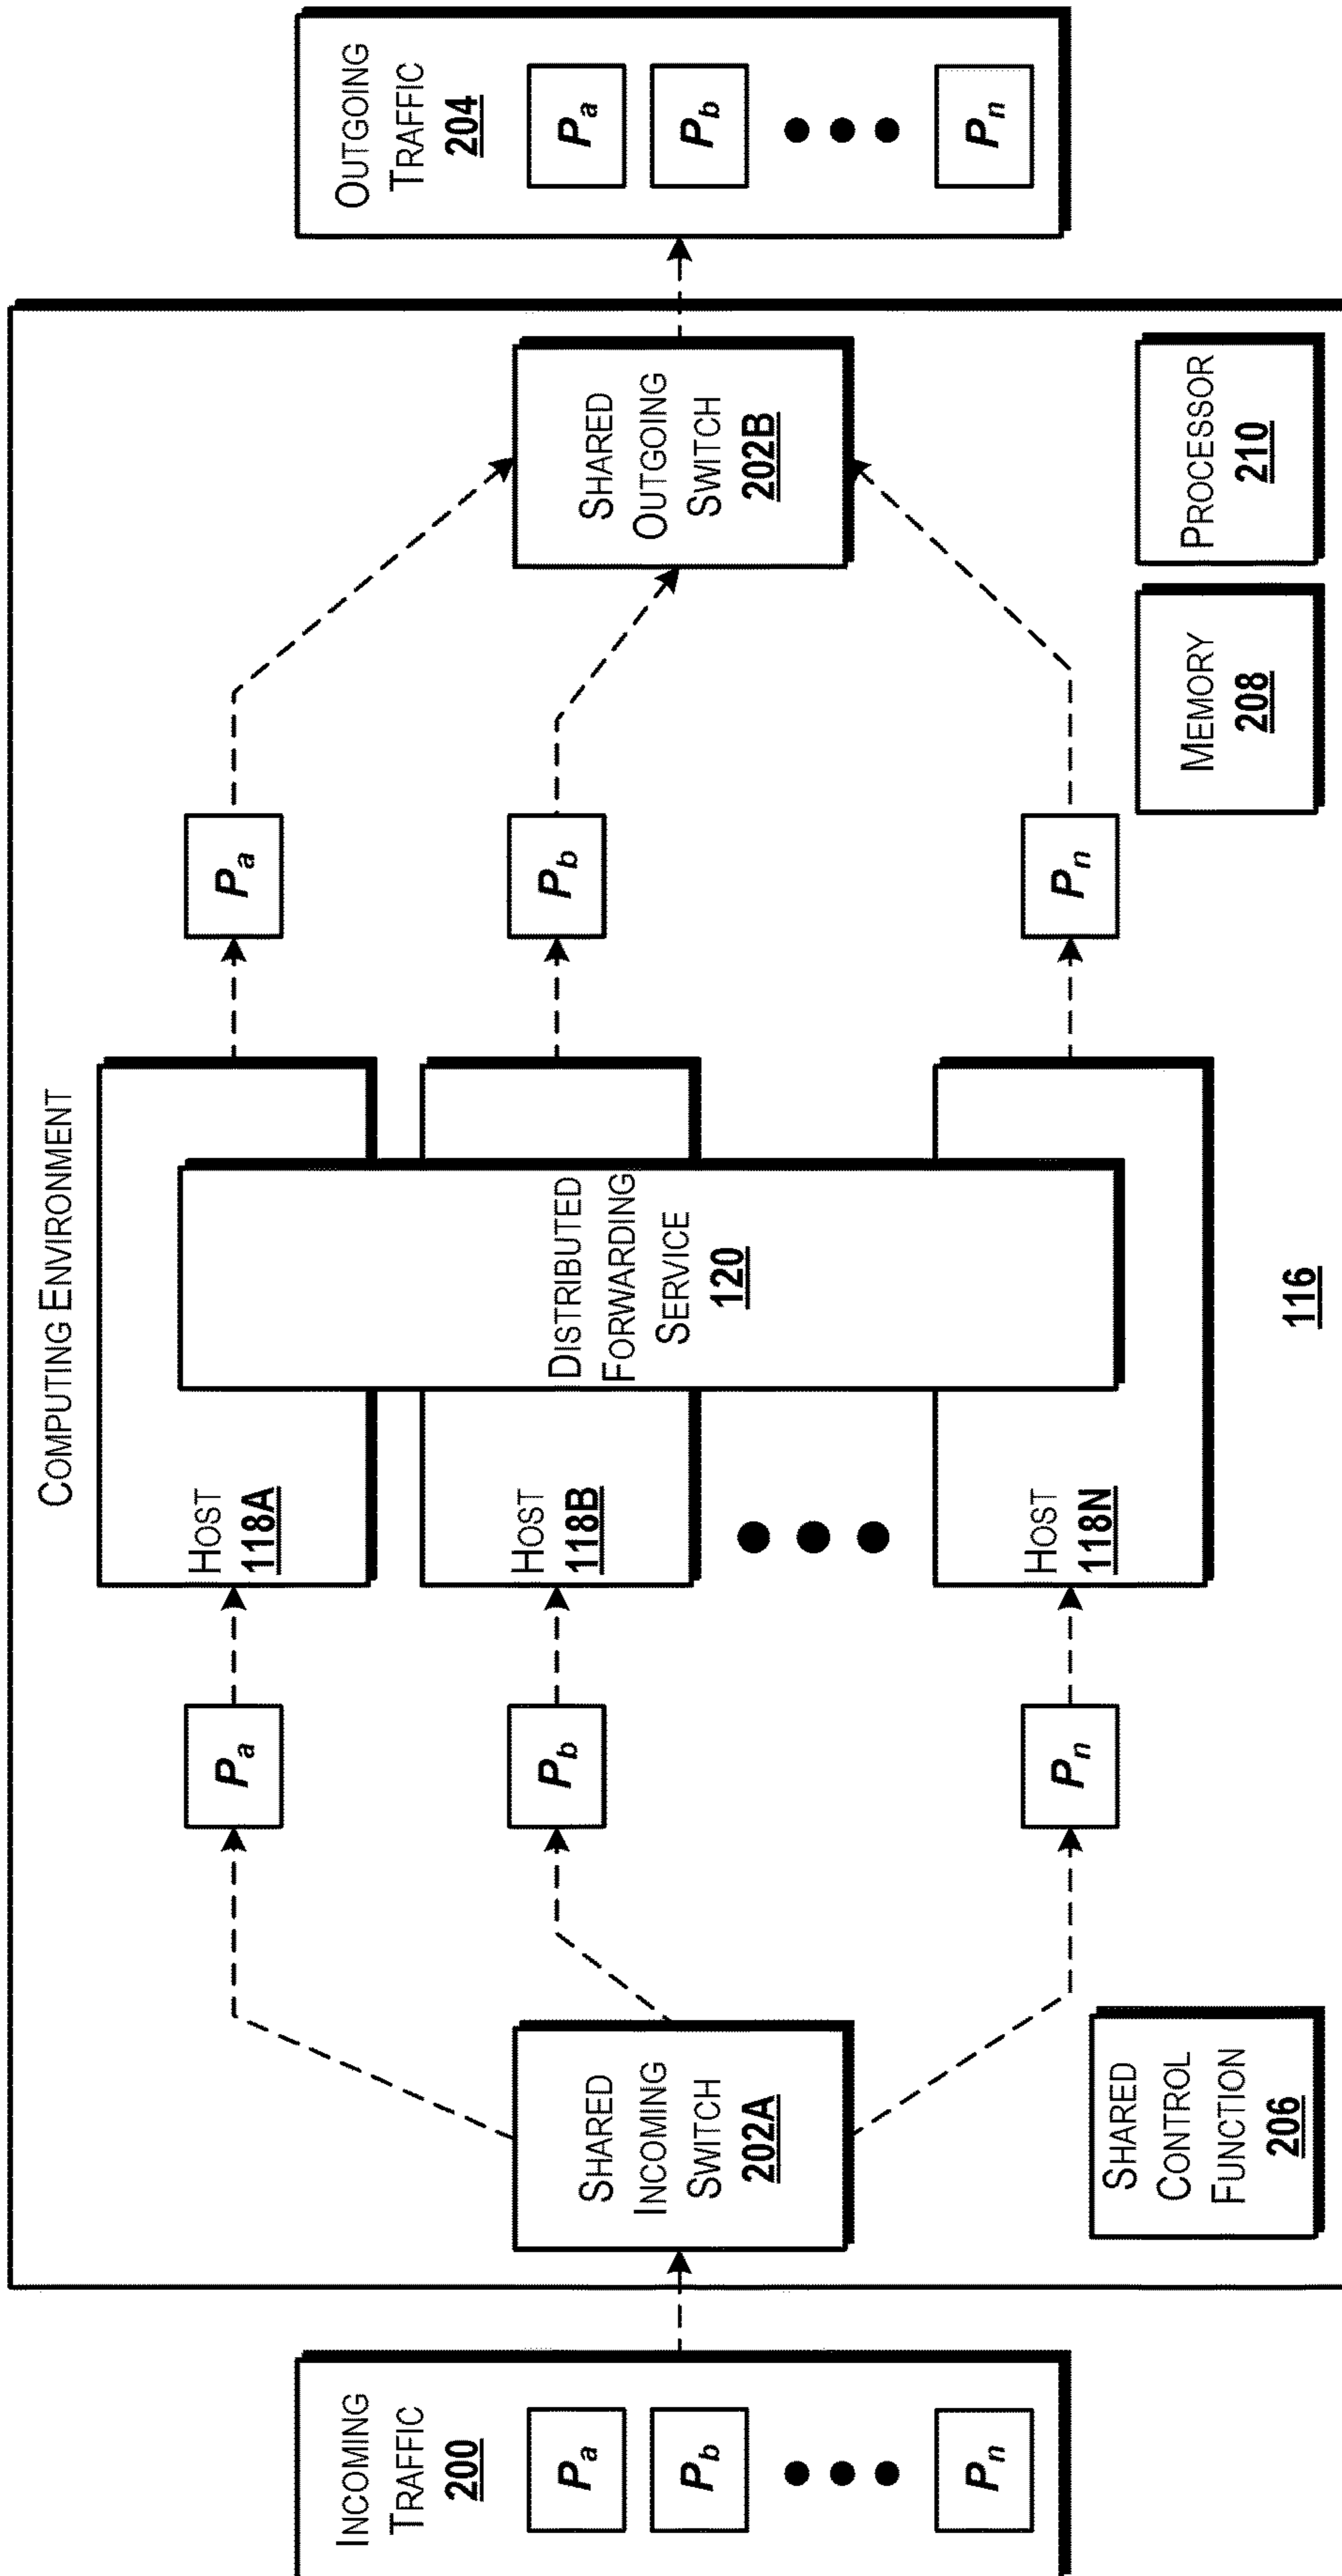 COMPUTING ENVIRONMENT
INCOMING
TRAFFIC
200
Pa
Pb
Pn
SHARED
INCOMING
SWITCH
202A
Pa
Pb
Pn
HOST
118A
HOST
118B
HOST
118N
DISTRIBUTED
FORWARDING
SERVICE
120
Pa
Pb
Pn
SHARED
OUTGOING
SWITCH
202B
OUTGOING
TRAFFIC
204
Pa
Pb
Pn
SHARED
CONTROL
FUNCTION
206
116
MEMORY
208
PROCESSOR
210